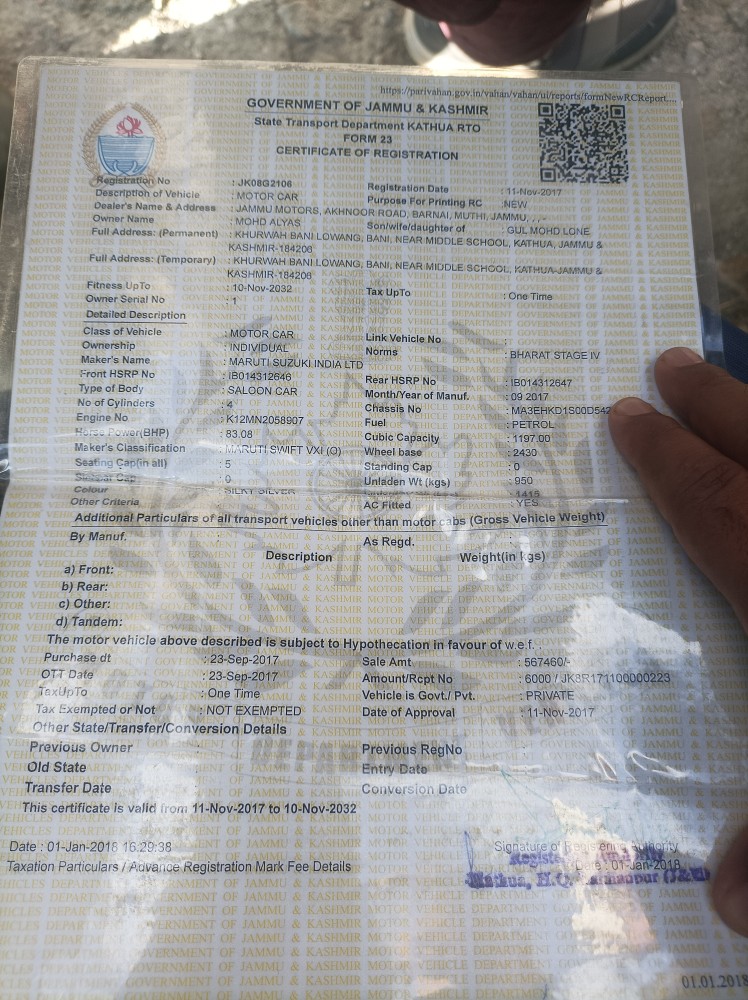 https://parivahan.gov.in/vahan/vahan/ui/reports/formNewRCReport....
GOVERNMENT OF JAMMU & KASHMIR
State Transport Department KATHUA RTO
FORM 23
CERTIFICATE OF REGISTRATION
Registration No : JK08G2106 Registration Date : 11-Nov-2017
Description of Vehicle : MOTOR CAR Purpose For Printing RC : NEW
Dealer's Name & Address : JAMMU MOTORS, AKHNOOR ROAD, BARNAI, MUTHI, JAMMU, , , -
Owner Name : MOHD ALYAS Son/wife/daughter of : GUL MOHD LONE
Full Address: (Permanent) : KHURWAH BANI LOWANG, BANI, NEAR MIDDLE SCHOOL, KATHUA, JAMMU &
KASHMIR-184206
Full Address: (Temporary) : KHURWAH BANI LOWANG, BANI, NEAR MIDDLE SCHOOL, KATHUA-JAMMU &
KASHMIR-184206
Fitness UpTo : 10-Nov-2032 Tax UpTo : One Time
Owner Serial No : 1
Detailed Description
Class of Vehicle : MOTOR CAR Link Vehicle No :
Ownership : INDIVIDUAL Norms : BHARAT STAGE IV
Maker's Name : MARUTI SUZUKI INDIA LTD
Front HSRP No : IB014312646 Rear HSRP No : IB014312647
Type of Body : SALOON CAR Month/Year of Manuf. : 09 2017
No of Cylinders : 4 Chassis No : MA3EHKD1S00D542
Engine No : K12MN2058907 Fuel : PETROL
Horse Power(BHP) : 83.08 Cubic Capacity : 1197.00
Maker's Classification : MARUTI SWIFT VXI (O) Wheel base : 2430
Seating Cap(in all) : 5 Standing Cap : 0
Sleeper Cap : 0 Unladen Wt (kgs) : 950
Colour : SILKY SILVER : 1415
Other Criteria AC Fitted : YES
Additional Particulars of all transport vehicles other than motor cabs (Gross Vehicle Weight)
By Manuf. : As Regd. :
Description Weight(in kgs)
a) Front:
b) Rear:
c) Other:
d) Tandem:
The motor vehicle above described is subject to Hypothecation in favour of w.e.f. :
Purchase dt : 23-Sep-2017 Sale Amt : 567460/-
OTT Date : 23-Sep-2017 Amount/Rcpt No : 6000 / JK8R171100000223
TaxUpTo : One Time Vehicle is Govt./ Pvt. : PRIVATE
Tax Exempted or Not : NOT EXEMPTED Date of Approval : 11-Nov-2017
Other State/Transfer/Conversion Details
Previous Owner Previous RegNo
Old State Entry Date
Transfer Date Conversion Date
This certificate is valid from 11-Nov-2017 to 10-Nov-2032
Date : 01-Jan-2018 16:29:38 Signature of Registering Authority
Taxation Particulars / Advance Registration Mark Fee Details Date : 01-Jan-2018
Kathua, H.Q.
01.01.2018